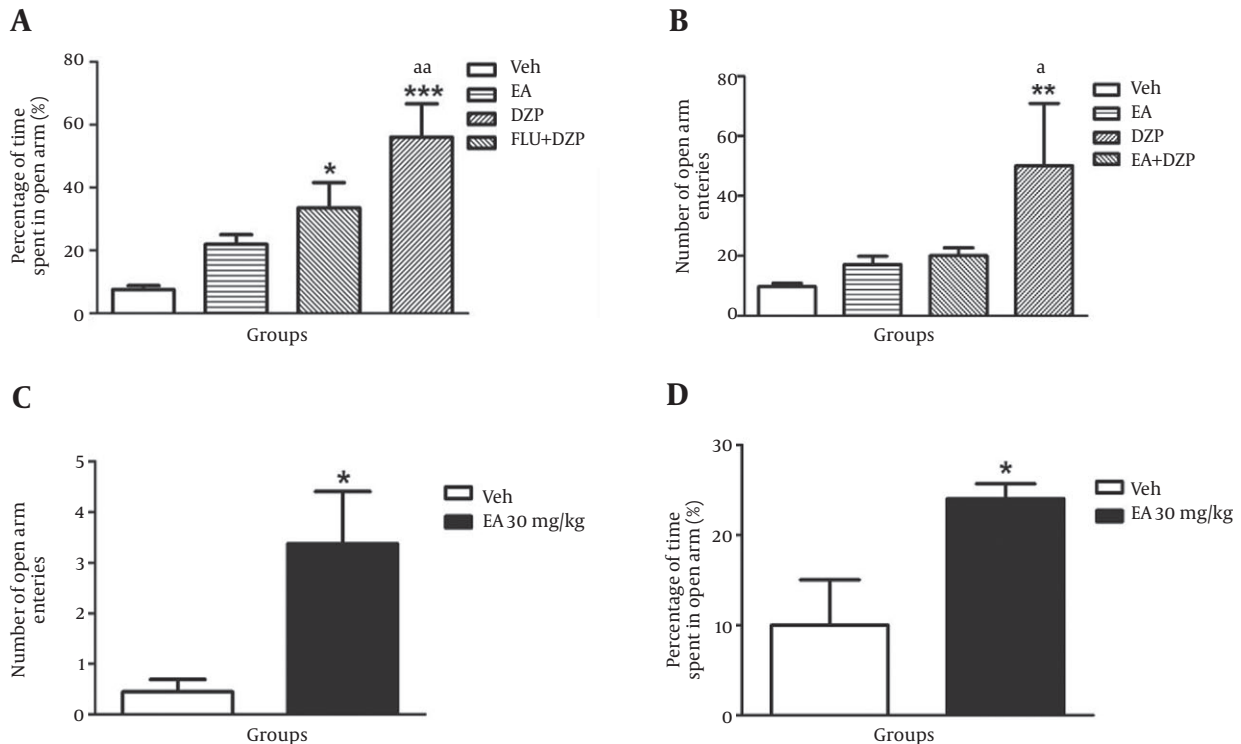 A
Percentage of time
spent in open arm (%)
80
60
40
20
0
*
aa
***
Groups
Veh
EA
DZP
FLU+DZP
B
Number of open arm
enteries
80
60
40
20
0
a
**
Groups
Veh
EA
DZP
EA+DZP
C
Number of open arm
enteries
5
4
3
2
1
0
*
Groups
Veh
EA 30 mg/kg
D
Percentage of time
spent in open arm (%)
30
20
10
0
*
Groups
Veh
EA 30 mg/kg